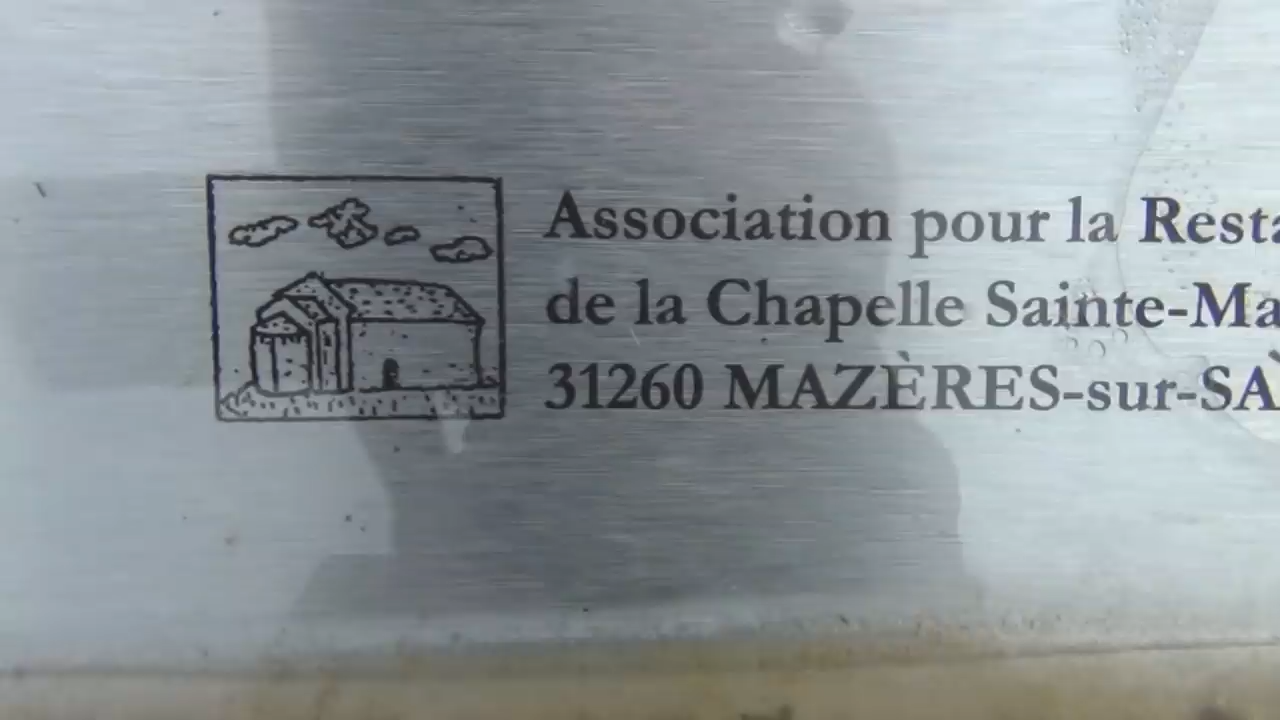 Association pour la Resta
de la Chapelle Sainte-Ma
31260 MAZÈRES-sur-SA